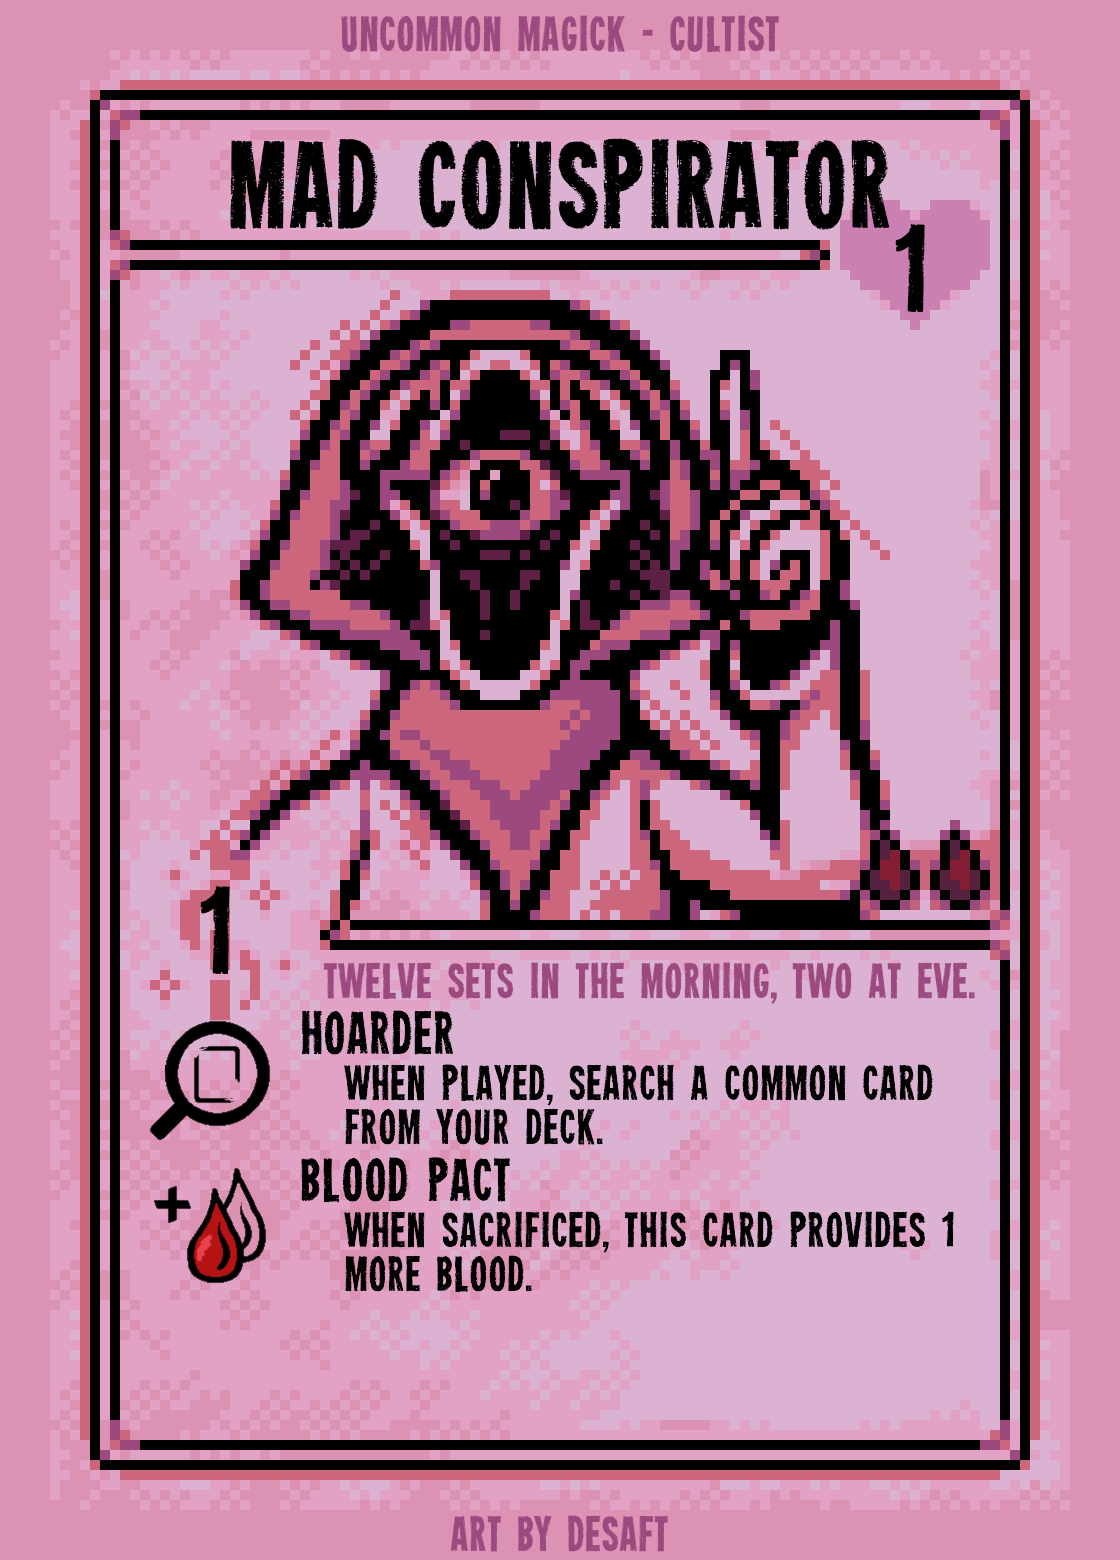 UNCOMMON MAGICK - CULTIST
MAD CONSPIRATOR
1
1
TWELVE SETS IN THE MORNING, TWO AT EVE.
HOARDER
WHEN PLAYED, SEARCH A COMMON CARD
FROM YOUR DECK.
BLOOD PACT
WHEN SACRIFICED, THIS CARD PROVIDES 1
MORE BLOOD.
ART BY DESAFT